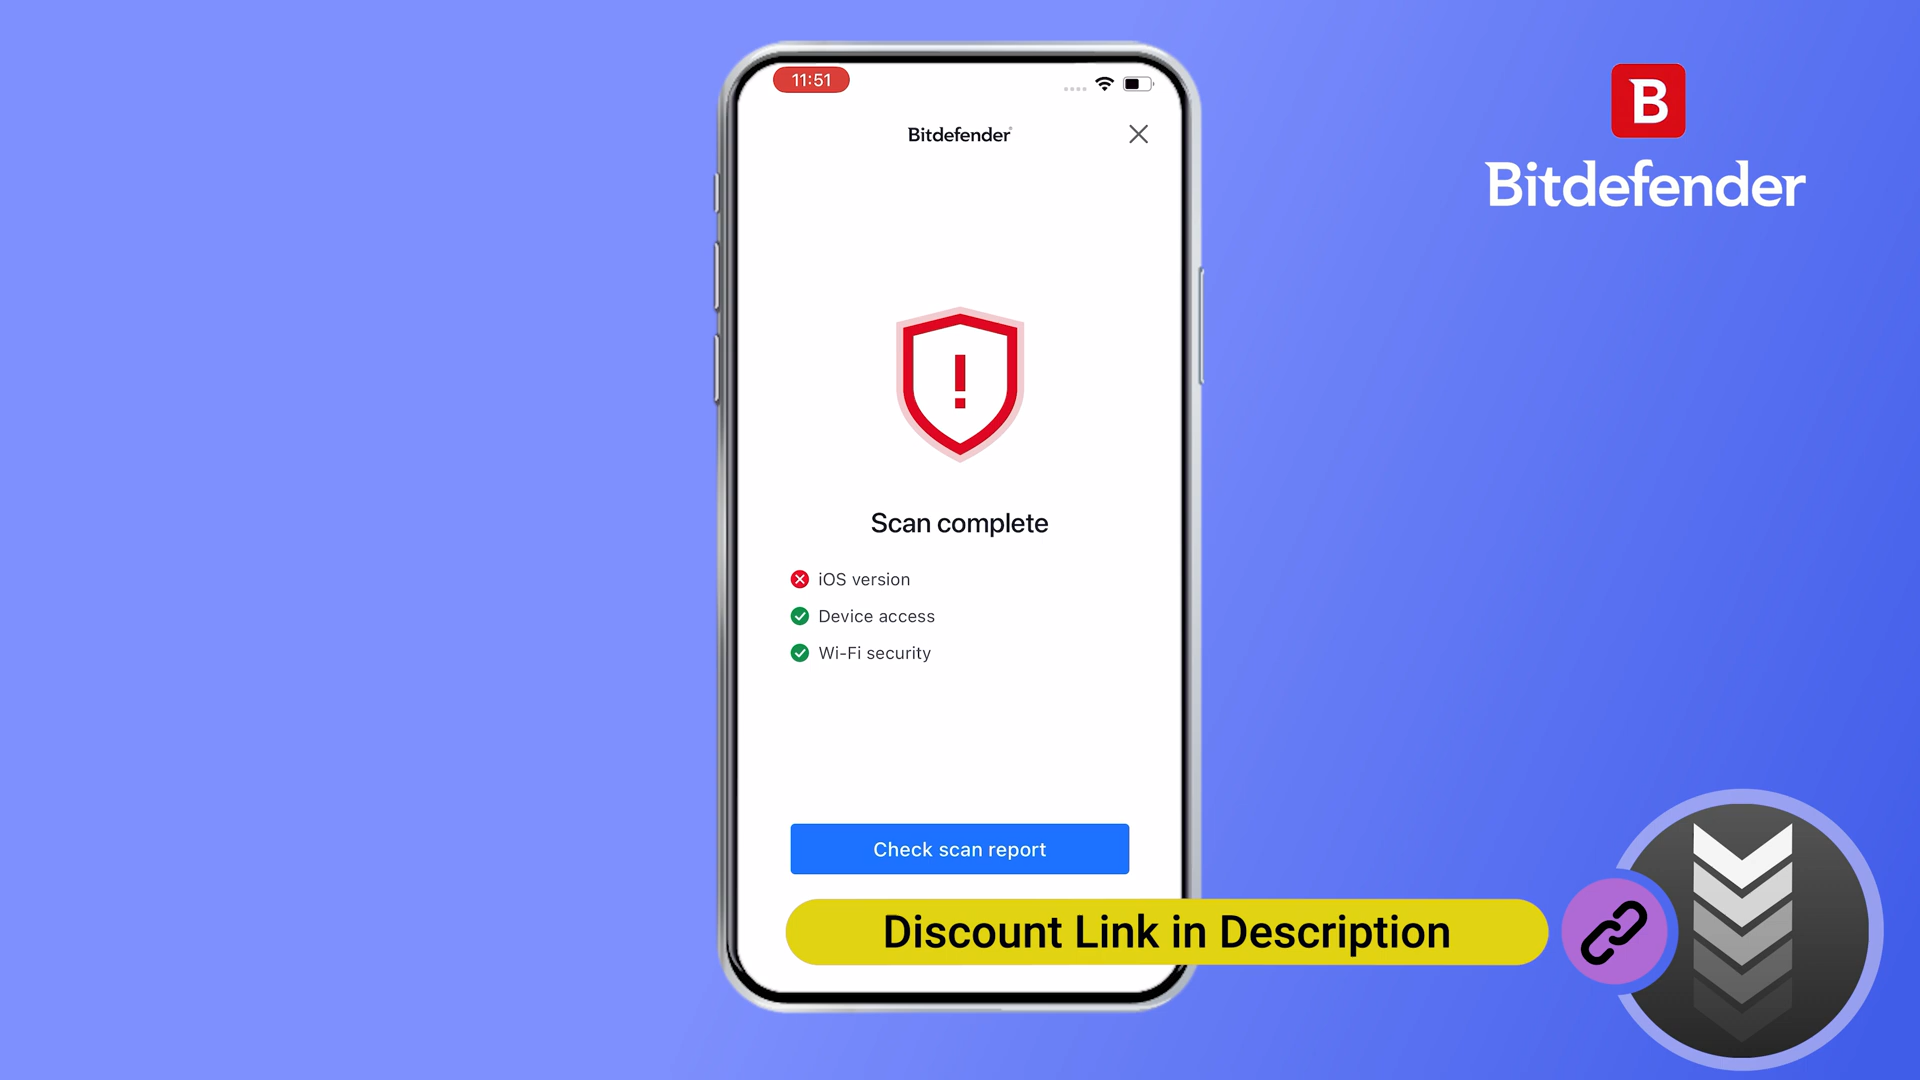 11:51
Bitdefender
B
Bitdefender
Scan complete
iOS version
Device access
Wi-Fi security
Check scan report
Discount Link in Description